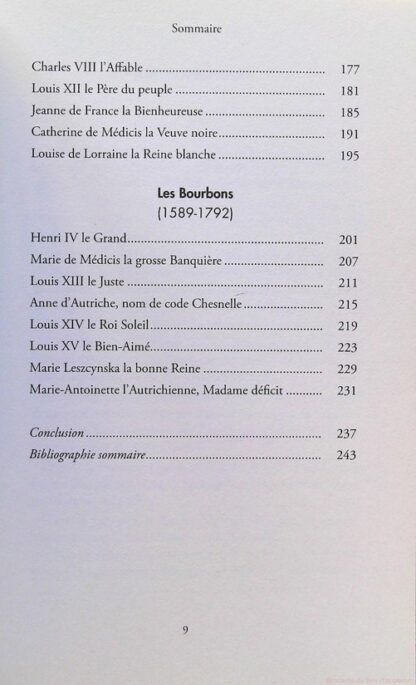 Sommaire
Charles VIII l'Affable ........................................................ 177
Louis XII le Père du peuple ............................................... 181
Jeanne de France la Bienheureuse ...................................... 185
Catherine de Médicis la Veuve noire .................................. 191
Louise de Lorraine la Reine blanche ................................... 195
Les Bourbons
(1589-1792)
Henri IV le Grand ............................................................. 201
Marie de Médicis la grosse Banquière ................................ 207
Louis XIII le Juste ............................................................. 211
Anne d'Autriche, nom de code Chesnelle .......................... 215
Louis XIV le Roi Soleil ...................................................... 219
Louis XV le Bien-Aimé ...................................................... 223
Marie Leszcynska la bonne Reine ...................................... 229
Marie-Antoinette l'Autrichienne, Madame déficit ........... 231
Conclusion ......................................................................... 237
Bibliographie sommaire ...................................................... 243
9